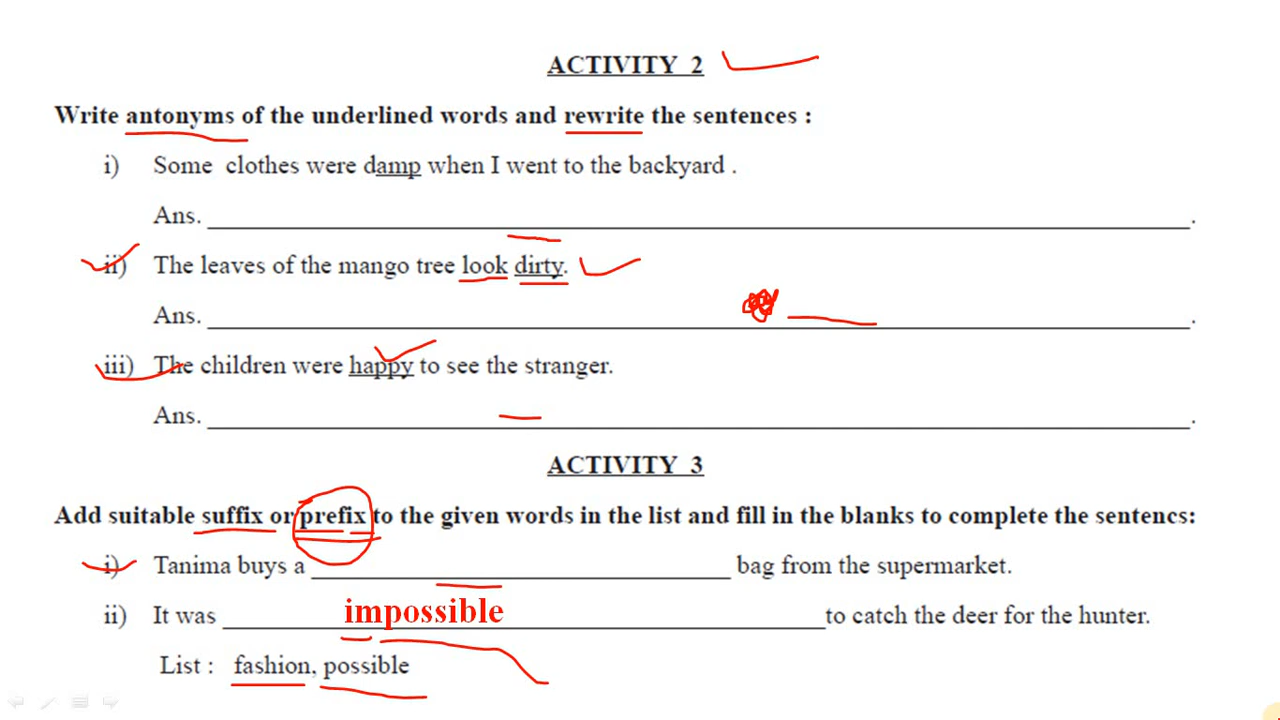 ACTIVITY 2
Write antonyms of the underlined words and rewrite the sentences :
i) Some clothes were damp when I went to the backyard .
Ans. ______________________________.
ii) The leaves of the mango tree look dirty.
Ans. ______________________________.
iii) The children were happy to see the stranger.
Ans. ______________________________.
ACTIVITY 3
Add suitable suffix or prefix to the given words in the list and fill in the blanks to complete the sentencs:
i) Tanima buys a ____________________ bag from the supermarket.
ii) It was impossible to catch the deer for the hunter.
List : fashion, possible